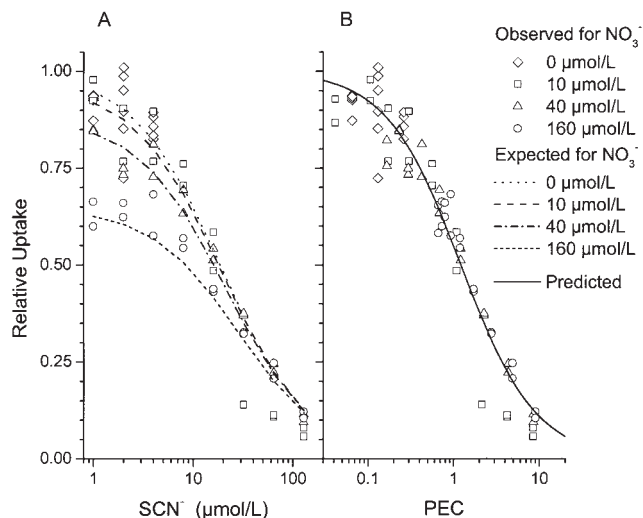 A
B
Relative Uptake
1.00
0.75
0.50
0.25
0.00
1
10
100
SCN⁻ (µmol/L)
0.1
1
10
PEC
Observed for NO₃⁻
0 µmol/L
10 µmol/L
40 µmol/L
160 µmol/L
Expected for NO₃⁻
0 µmol/L
10 µmol/L
40 µmol/L
160 µmol/L
Predicted